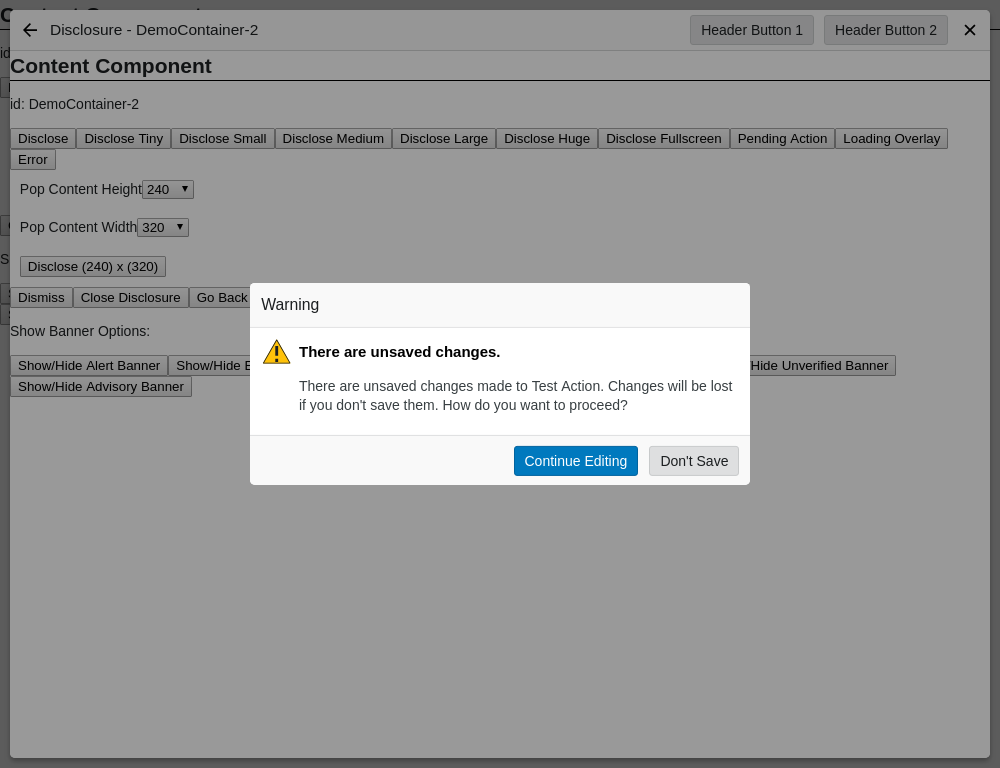 Disclosure - DemoContainer-2
Header Button 1 Header Button 2
Content Component
id: DemoContainer-2
Disclose Disclose Tiny Disclose Small Disclose Medium Disclose Large Disclose Huge Disclose Fullscreen Pending Action Loading Overlay
Error
Pop Content Height 240
Pop Content Width 320
Disclose (240) x (320)
Dismiss Close Disclosure Go Back
Show Banner Options:
Show/Hide Alert Banner Show/Hide Hide Unverified Banner
Show/Hide Advisory Banner
Warning
There are unsaved changes.
There are unsaved changes made to Test Action. Changes will be lost
if you don't save them. How do you want to proceed?
Continue Editing Don't Save